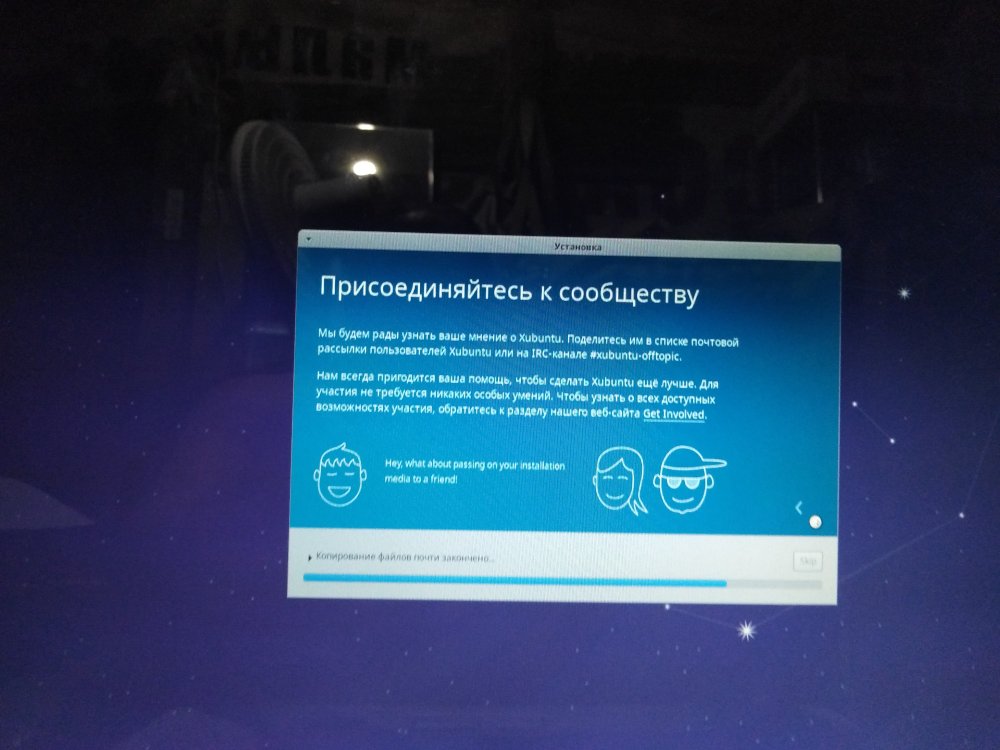 Установка
Присоединяйтесь к сообществу
Мы будем рады узнать ваше мнение о Xubuntu. Поделитесь им в списке почтовой
рассылки пользователей Xubuntu или на IRC-канале #xubuntu-offtopic.
Нам всегда пригодится ваша помощь, чтобы сделать Xubuntu ещё лучше. Для
участия не требуется никаких особых умений. Чтобы узнать о всех доступных
возможностях участия, обратитесь к разделу нашего веб-сайта Get Involved.
Hey, what about passing on your installation
media to a friend!
Копирование файлов почти закончено...
Skip